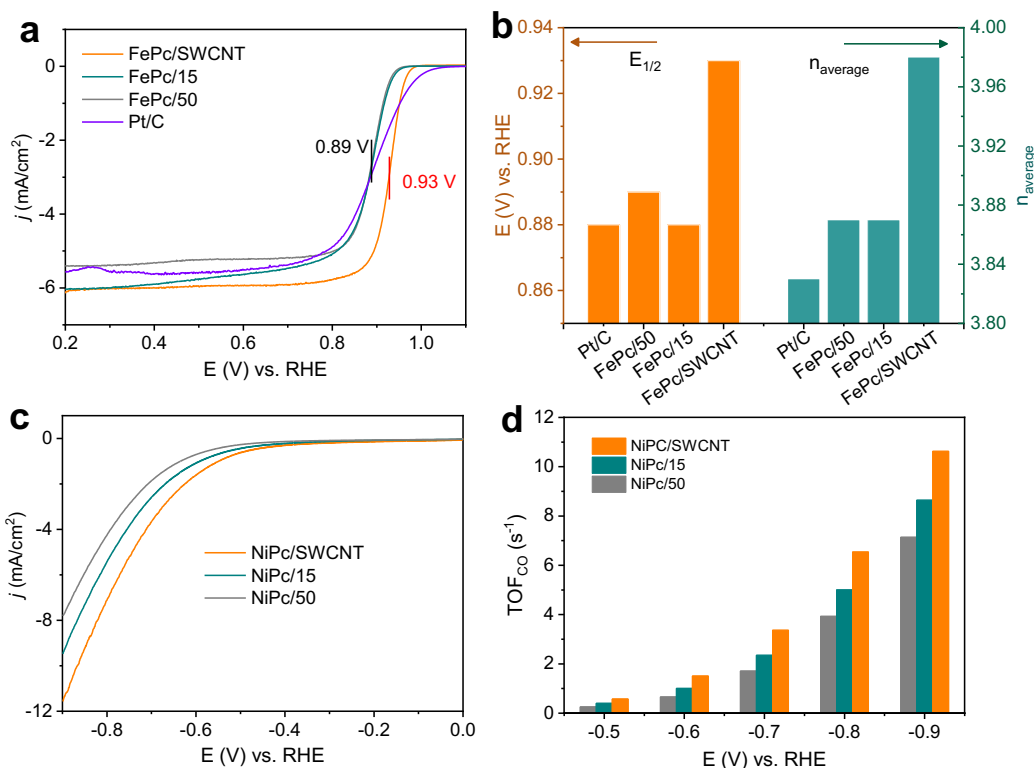 a
FePc/SWCNT
FePc/15
FePc/50
Pt/C
0.89 V
0.93 V
0
-2
-4
-6
j (mA/cm²)
0.2 0.4 0.6 0.8 1.0
E (V) vs. RHE
b
E1/2
naverage
0.94
0.92
0.90
0.88
0.86
E (V) vs. RHE
4.00
3.96
3.92
3.88
3.84
3.80
naverage
Pt/C
FePc/50
FePc/15
FePc/SWCNT
Pt/C
FePc/50
FePc/15
FePc/SWCNT
c
0
-4
-8
-12
j (mA/cm²)
NiPc/SWCNT
NiPc/15
NiPc/50
-0.8 -0.6 -0.4 -0.2 0.0
E (V) vs. RHE
d
NiPC/SWCNT
NiPc/15
NiPc/50
12
10
8
6
4
2
0
TOFCO (s-1)
-0.5 -0.6 -0.7 -0.8 -0.9
E (V) vs. RHE